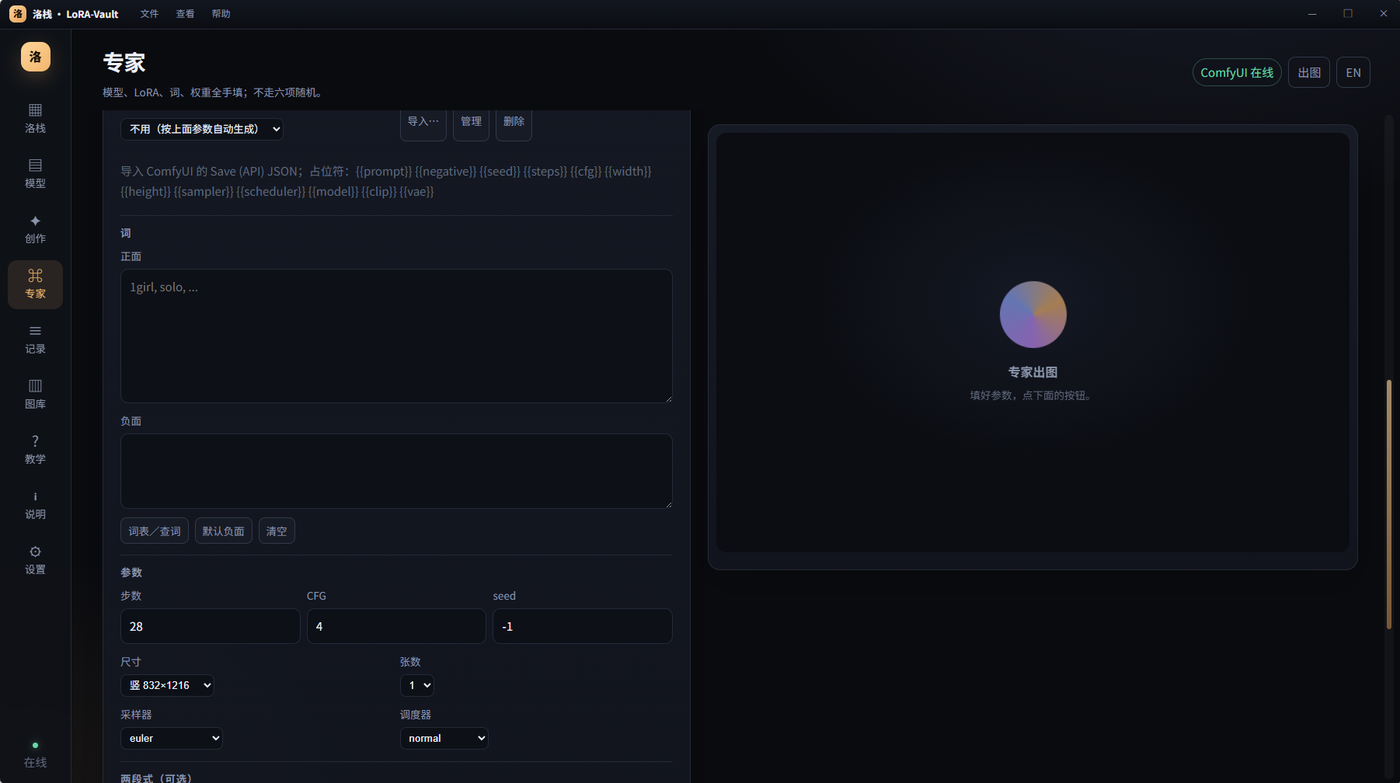 洛 洛栈 • LoRA-Vault 文件 查看 帮助
洛
洛栈
模型
创作
专家
记录
图库
? 教学
i 说明
设置
在线
专家
模型、LoRA、词、权重全手填；不走六项随机。
ComfyUI 在线 出图 EN
不用（按上面参数自动生成） 导入… 管理 删除
导入 ComfyUI 的 Save (API) JSON；占位符：{{prompt}} {{negative}} {{seed}} {{steps}} {{cfg}} {{width}}
{{height}} {{sampler}} {{scheduler}} {{model}} {{clip}} {{vae}}
词
正面
1girl, solo, ...
负面
词表／查词 默认负面 清空
参数
步数 CFG seed
28 4 -1
尺寸 张数
竖 832×1216 1
采样器 调度器
euler normal
两段式（可选）
专家出图
填好参数，点下面的按钮。